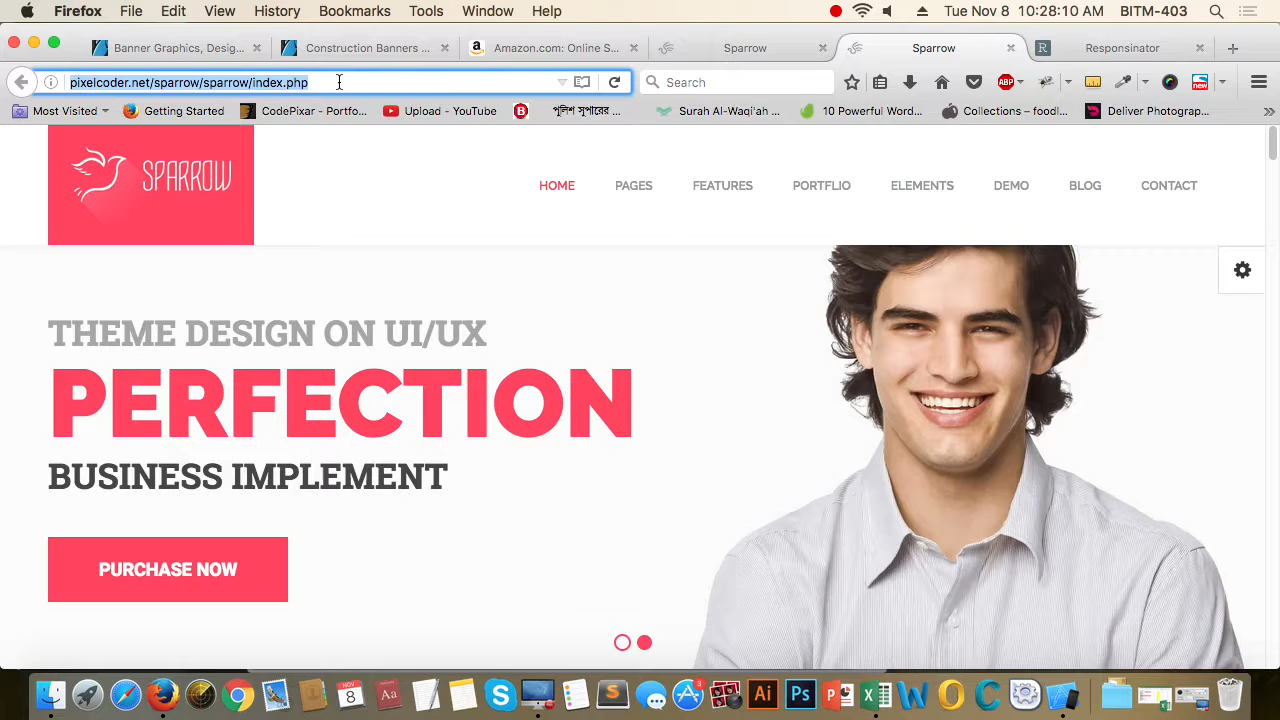 Firefox File Edit View History Bookmarks Tools Window Help Tue Nov 8 10:28:10 AM BITM-403
Banner Graphics, Desig... Construction Banners ... Amazon.com: Online S... Sparrow Sparrow Responsinator
pixelcoder.net/sparrow/sparrow/index.php Search
Most Visited Getting Started CodePixar - Portfo... Upload - YouTube পুলিশ সুপারের ... Surah Al-Waqi'ah ... 10 Powerful Word... Collections – foodl... Deliver Photograp...
SPARROW
HOME PAGES FEATURES PORTFLIO ELEMENTS DEMO BLOG CONTACT
THEME DESIGN ON UI/UX
PERFECTION
BUSINESS IMPLEMENT
PURCHASE NOW